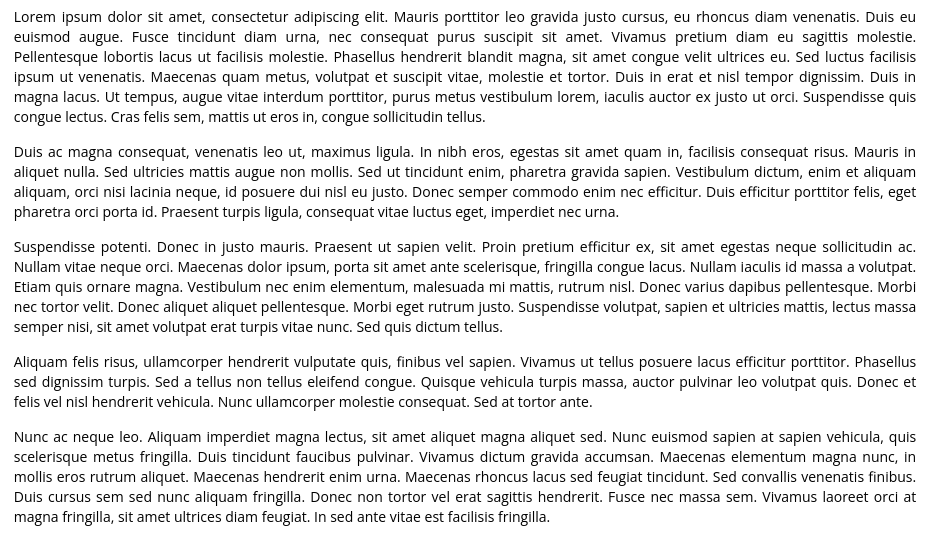 Lorem ipsum dolor sit amet, consectetur adipiscing elit. Mauris porttitor leo gravida justo cursus, eu rhoncus diam venenatis. Duis eu
euismod augue. Fusce tincidunt diam urna, nec consequat purus suscipit sit amet. Vivamus pretium diam eu sagittis molestie.
Pellentesque lobortis lacus ut facilisis molestie. Phasellus hendrerit blandit magna, sit amet congue velit ultrices eu. Sed luctus facilisis
ipsum ut venenatis. Maecenas quam metus, volutpat et suscipit vitae, molestie et tortor. Duis in erat et nisl tempor dignissim. Duis in
magna lacus. Ut tempus, augue vitae interdum porttitor, purus metus vestibulum lorem, iaculis auctor ex justo ut orci. Suspendisse quis
congue lectus. Cras felis sem, mattis ut eros in, congue sollicitudin tellus.
Duis ac magna consequat, venenatis leo ut, maximus ligula. In nibh eros, egestas sit amet quam in, facilisis consequat risus. Mauris in
aliquet nulla. Sed ultricies mattis augue non mollis. Sed ut tincidunt enim, pharetra gravida sapien. Vestibulum dictum, enim et aliquam
aliquam, orci nisi lacinia neque, id posuere dui nisl eu justo. Donec semper commodo enim nec efficitur. Duis efficitur porttitor felis, eget
pharetra orci porta id. Praesent turpis ligula, consequat vitae luctus eget, imperdiet nec urna.
Suspendisse potenti. Donec in justo mauris. Praesent ut sapien velit. Proin pretium efficitur ex, sit amet egestas neque sollicitudin ac.
Nullam vitae neque orci. Maecenas dolor ipsum, porta sit amet ante scelerisque, fringilla congue lacus. Nullam iaculis id massa a volutpat.
Etiam quis ornare magna. Vestibulum nec enim elementum, malesuada mi mattis, rutrum nisl. Donec varius dapibus pellentesque. Morbi
nec tortor velit. Donec aliquet aliquet pellentesque. Morbi eget rutrum justo. Suspendisse volutpat, sapien et ultricies mattis, lectus massa
semper nisi, sit amet volutpat erat turpis vitae nunc. Sed quis dictum tellus.
Aliquam felis risus, ullamcorper hendrerit vulputate quis, finibus vel sapien. Vivamus ut tellus posuere lacus efficitur porttitor. Phasellus
sed dignissim turpis. Sed a tellus non tellus eleifend congue. Quisque vehicula turpis massa, auctor pulvinar leo volutpat quis. Donec et
felis vel nisl hendrerit vehicula. Nunc ullamcorper molestie consequat. Sed at tortor ante.
Nunc ac neque leo. Aliquam imperdiet magna lectus, sit amet aliquet magna aliquet sed. Nunc euismod sapien at sapien vehicula, quis
scelerisque metus fringilla. Duis tincidunt faucibus pulvinar. Vivamus dictum gravida accumsan. Maecenas elementum magna nunc, in
mollis eros rutrum aliquet. Maecenas hendrerit enim urna. Maecenas rhoncus lacus sed feugiat tincidunt. Sed convallis venenatis finibus.
Duis cursus sem sed nunc aliquam fringilla. Donec non tortor vel erat sagittis hendrerit. Fusce nec massa sem. Vivamus laoreet orci at
magna fringilla, sit amet ultrices diam feugiat. In sed ante vitae est facilisis fringilla.